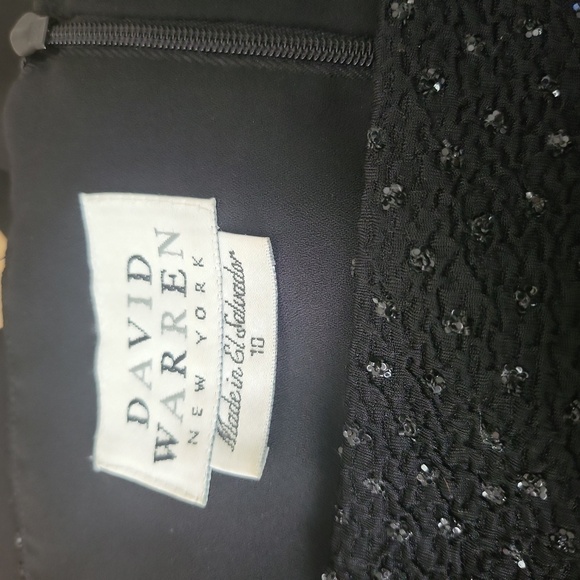 DAVID
WARREN
NEW YORK
Made in El Salvador
10